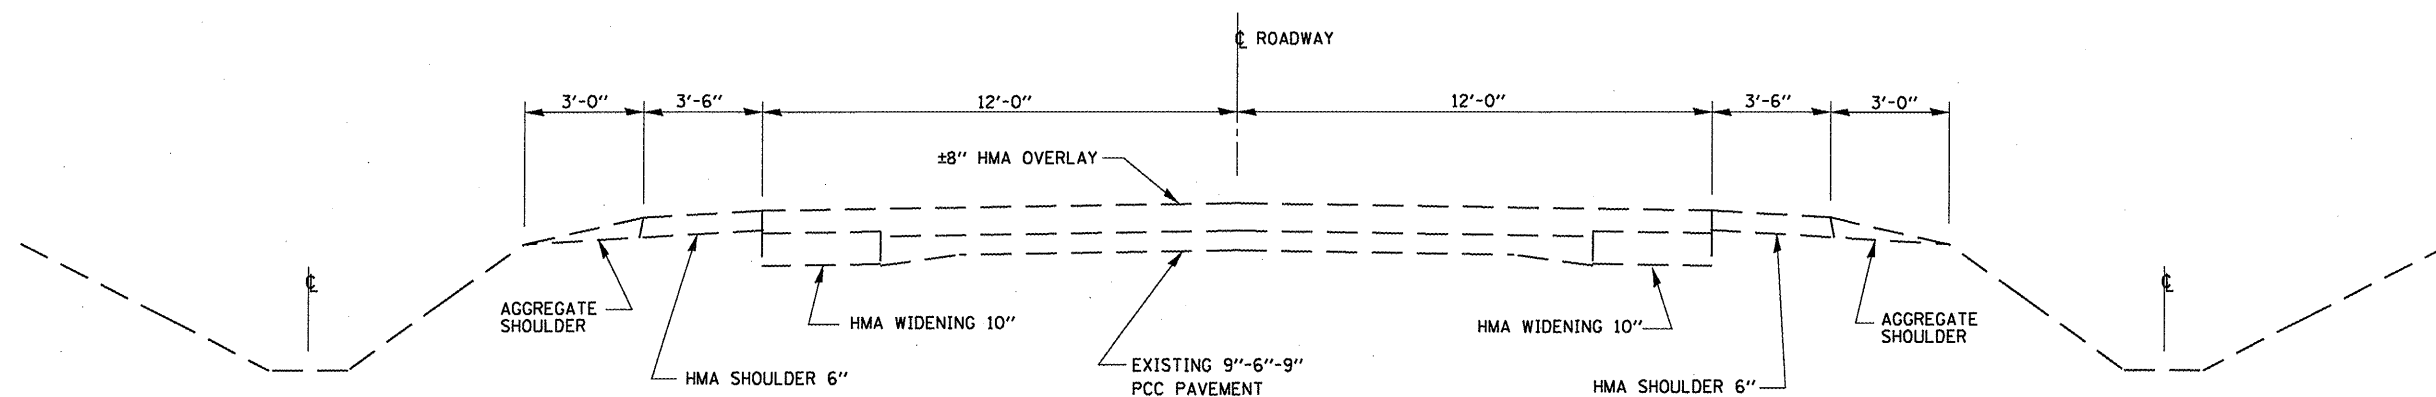 ℄ ROADWAY
3'-0" 3'-6" 12'-0" 12'-0" 3'-6" 3'-0"
±8" HMA OVERLAY
℄
℄
AGGREGATE
SHOULDER
HMA WIDENING 10"
HMA WIDENING 10"
AGGREGATE
SHOULDER
HMA SHOULDER 6"
EXISTING 9"-6"-9"
PCC PAVEMENT
HMA SHOULDER 6"